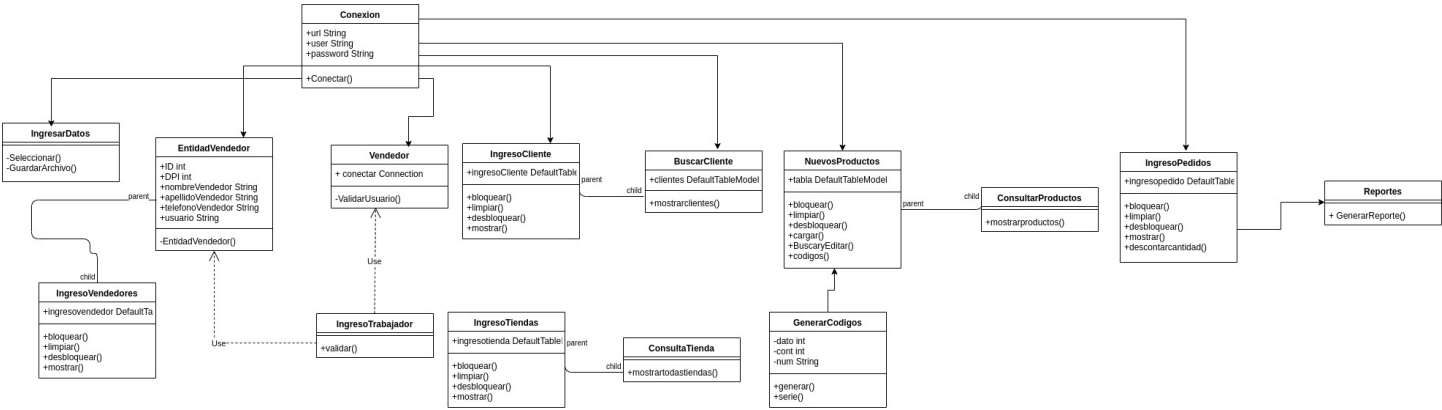 Conexion
+url String
+user String
+password String
+Conectar()
IngresarDatos
-Seleccionar()
-GuardarArchivo()
EntidadVendedor
+ID int
+DPI int
+nombreVendedor String
+apellidoVendedor String
+telefonoVendedor String
+usuario String
-EntidadVendedor()
parent
child
IngresoVendedores
+ingresovendedor DefaultTa
+bloquear()
+limpiar()
+desbloquear()
+mostrar()
Vendedor
+ conectar Connection
-ValidarUsuario()
Use
Use
IngresoTrabajador
+validar()
IngresoCliente
+ingresoCliente DefaultTable
+bloquear()
+limpiar()
+desbloquear()
+mostrar()
parent
child
BuscarCliente
+clientes DefaultTableModel
+mostrarclientes()
IngresoTiendas
+ingresotienda DefaultTable
+bloquear()
+limpiar()
+desbloquear()
+mostrar()
parent
child
ConsultaTienda
+mostrartodastiendas()
NuevosProductos
+tabla DefaultTableModel
+bloquear()
+limpiar()
+desbloquear()
+cargar()
+BuscaryEditar()
+codigos()
parent
child
ConsultarProductos
+mostrarproductos()
GenerarCodigos
-dato int
-cont int
-num String
+generar()
+serie()
IngresoPedidos
+ingresopedido DefaultTable
+bloquear()
+limpiar()
+desbloquear()
+mostrar()
+descontarcantidad()
Reportes
+ GenerarReporte()